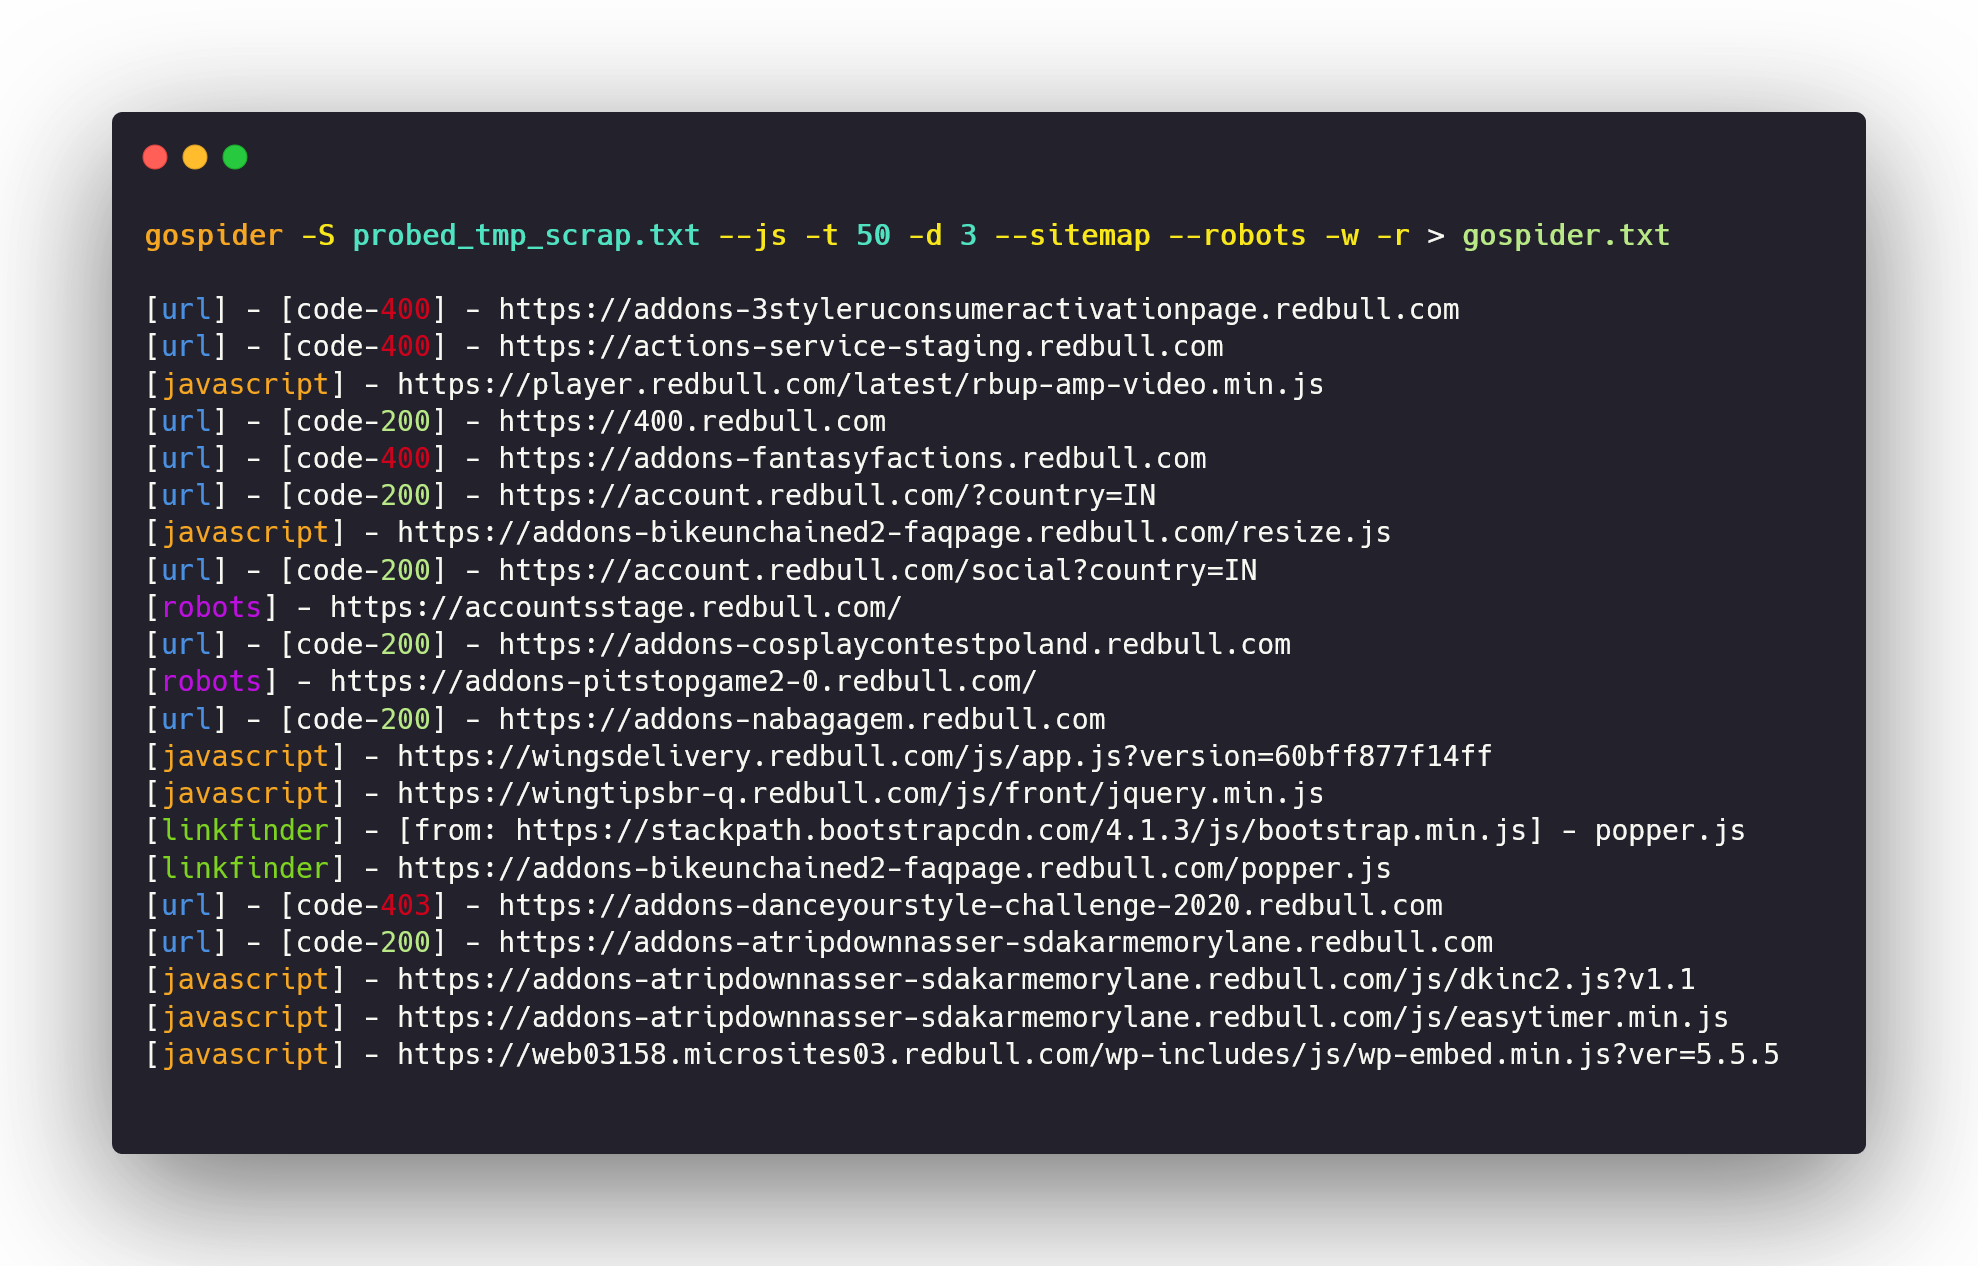 gospider -S probed_tmp_scrap.txt --js -t 50 -d 3 --sitemap --robots -w -r > gospider.txt
[url] - [code-400] - https://addons-3styleruconsumeractivationpage.redbull.com
[url] - [code-400] - https://actions-service-staging.redbull.com
[javascript] - https://player.redbull.com/latest/rbup-amp-video.min.js
[url] - [code-200] - https://400.redbull.com
[url] - [code-400] - https://addons-fantasyfactions.redbull.com
[url] - [code-200] - https://account.redbull.com/?country=IN
[javascript] - https://addons-bikeunchained2-faqpage.redbull.com/resize.js
[url] - [code-200] - https://account.redbull.com/social?country=IN
[robots] - https://accountsstage.redbull.com/
[url] - [code-200] - https://addons-cosplaycontestpoland.redbull.com
[robots] - https://addons-pitstopgame2-0.redbull.com/
[url] - [code-200] - https://addons-nabagagem.redbull.com
[javascript] - https://wingsdelivery.redbull.com/js/app.js?version=60bff877f14ff
[javascript] - https://wingtipsbr-q.redbull.com/js/front/jquery.min.js
[linkfinder] - [from: https://stackpath.bootstrapcdn.com/4.1.3/js/bootstrap.min.js] - popper.js
[linkfinder] - https://addons-bikeunchained2-faqpage.redbull.com/popper.js
[url] - [code-403] - https://addons-danceyourstyle-challenge-2020.redbull.com
[url] - [code-200] - https://addons-atripdownnasser-sdakarmemorylane.redbull.com
[javascript] - https://addons-atripdownnasser-sdakarmemorylane.redbull.com/js/dkinc2.js?v1.1
[javascript] - https://addons-atripdownnasser-sdakarmemorylane.redbull.com/js/easytimer.min.js
[javascript] - https://web03158.microsites03.redbull.com/wp-includes/js/wp-embed.min.js?ver=5.5.5